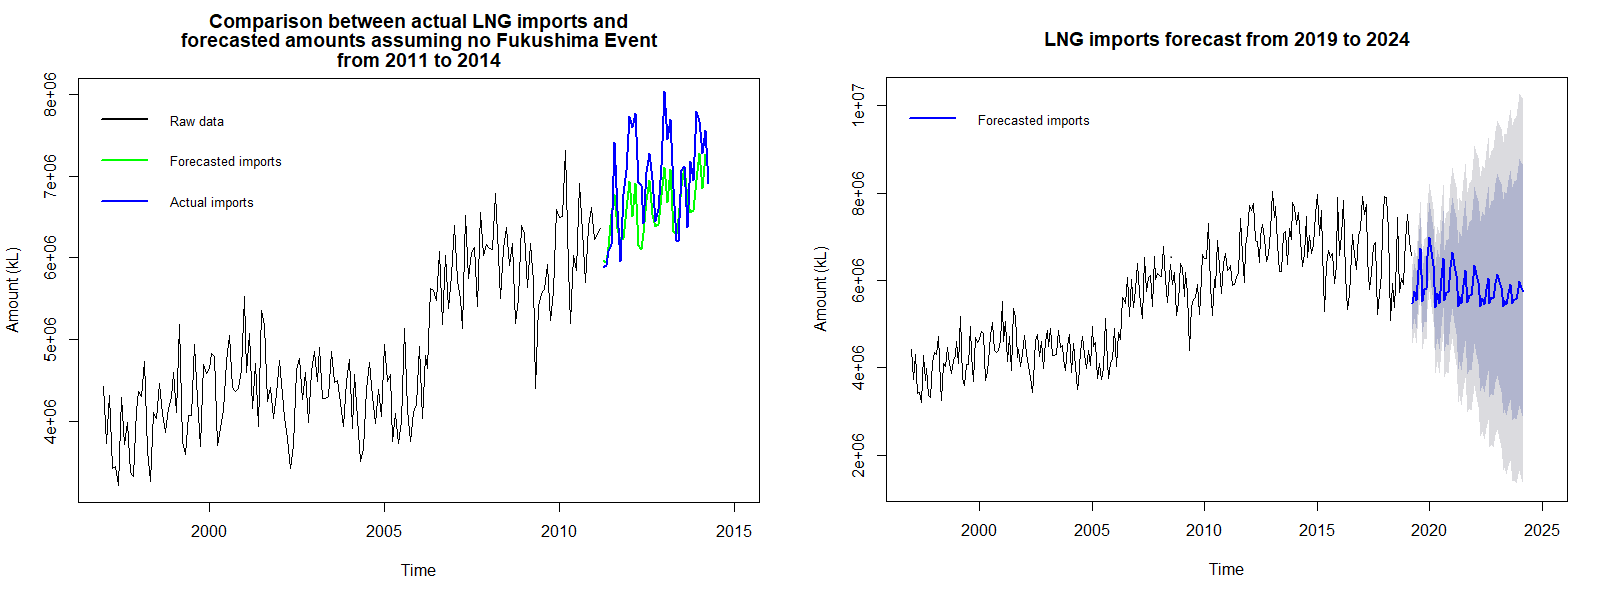 Comparison between actual LNG imports and
forecasted amounts assuming no Fukushima Event
from 2011 to 2014
8e+06
7e+06
6e+06
5e+06
4e+06
Amount (kL)
Raw data
Forecasted imports
Actual imports
2000
2005
2010
2015
Time
LNG imports forecast from 2019 to 2024
1e+07
8e+06
6e+06
4e+06
2e+06
Amount (kL)
Forecasted imports
2000
2005
2010
2015
2020
2025
Time